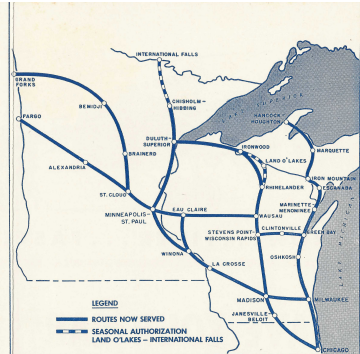 INTERNATIONAL FALLS
GRAND
FORKS
CHISHOLM–
HIBBING
BEMIDJI
LAKE SUPERIOR
HANCOCK
HOUGHTON
FARGO
DULUTH
SUPERIOR
IRONWOOD
MARQUETTE
BRAINERD
LAND O'LAKES
ALEXANDRIA
IRON MOUNTAIN
ESCANABA
RHINELANDER
ST. CLOUD
MARINETTE
MENOMINEE
EAU CLAIRE
MINNEAPOLIS–
ST. PAUL
WAUSAU
STEVENS POINT–
WISCONSIN RAPIDS
CLINTONVILLE
GREEN BAY
LAKE MICHIGAN
WINONA
OSHKOSH
LA CROSSE
LEGEND
ROUTES NOW SERVED
MADISON
MILWAUKEE
SEASONAL AUTHORIZATION
LAND O'LAKES – INTERNATIONAL FALLS
JANESVILLE
BELOIT
CHICAGO